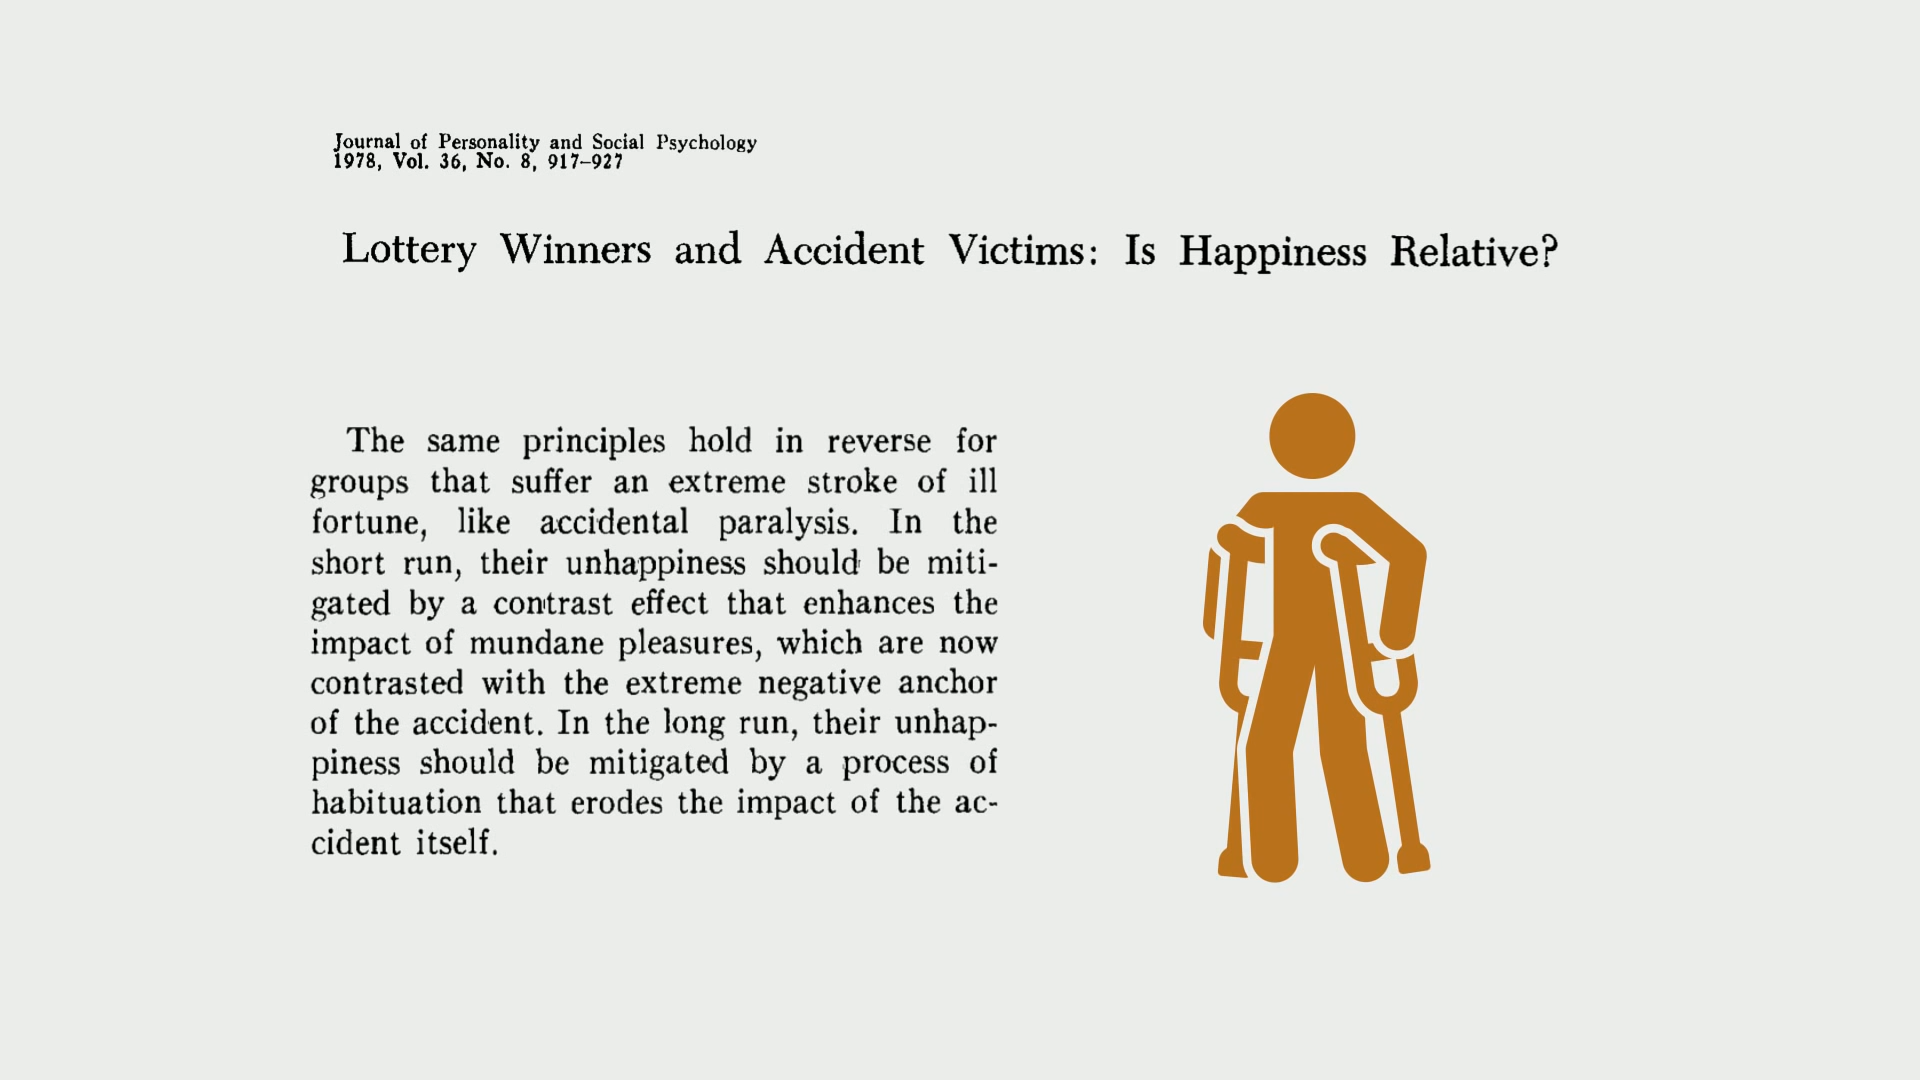 Journal of Personality and Social Psychology
1978, Vol. 36, No. 8, 917–927
Lottery Winners and Accident Victims: Is Happiness Relative?
The same principles hold in reverse for
groups that suffer an extreme stroke of ill
fortune, like accidental paralysis. In the
short run, their unhappiness should be miti-
gated by a contrast effect that enhances the
impact of mundane pleasures, which are now
contrasted with the extreme negative anchor
of the accident. In the long run, their unhap-
piness should be mitigated by a process of
habituation that erodes the impact of the ac-
cident itself.